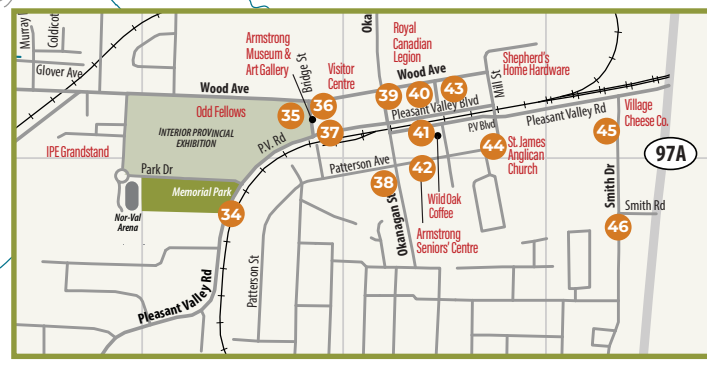 Murray
Coldicot
Glover Ave
Wood Ave
Armstrong
Museum &
Art Gallery
Bridge St
Visitor
Centre
Oka
Royal
Canadian
Legion
Wood Ave
Shepherd's
Home Hardware
Mill St
Odd Fellows
35
36
37
39
40
43
Pleasant Valley Blvd
41
P.V Blvd
44
Pleasant Valley Rd
45
Village
Cheese Co.
97A
INTERIOR PROVINCIAL
EXHIBITION
P.V. Rd
IPE Grandstand
Park Dr
Memorial Park
Nor-Val
Arena
34
Patterson Ave
38
42
St. James
Anglican
Church
Wild Oak
Coffee
Armstrong
Seniors' Centre
Okanagan St
Smith Dr
Smith Rd
46
Patterson St
Pleasant Valley Rd